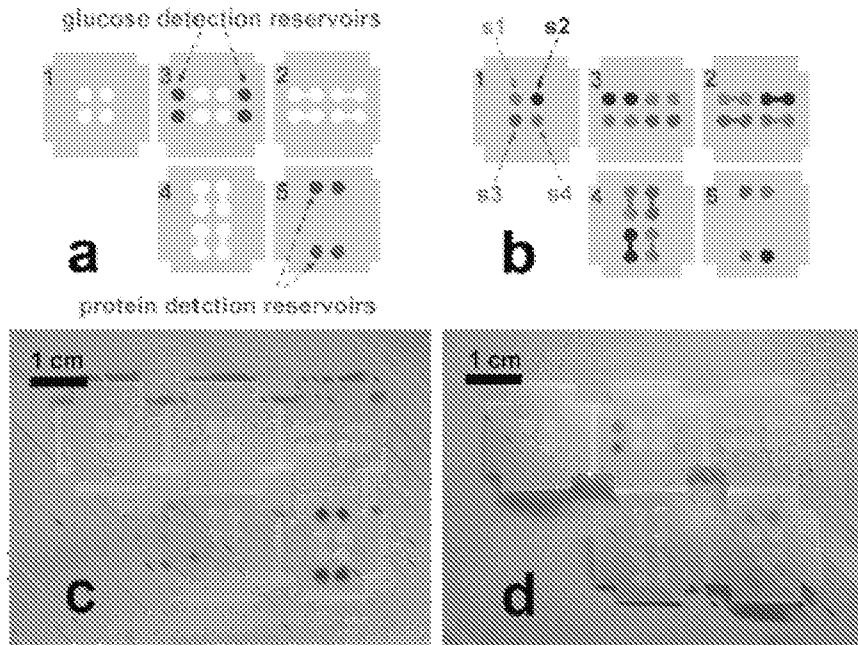 glucose detection reservoirs
1 3 2
4 5
a
protein detction reservoirs
s1 s2
1 3 2
s3 s4 4 5
b
1 cm
c
1 cm
d